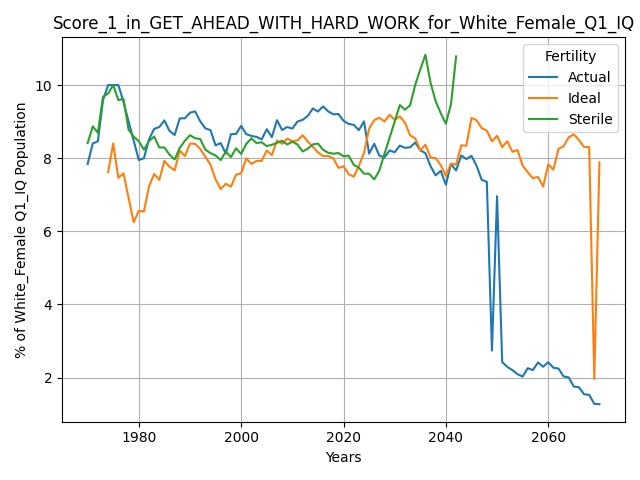 Score_1_in_GET_AHEAD_WITH_HARD_WORK_for_White_Female_Q1_IQ
Fertility
Actual
Ideal
Sterile
% of White_Female Q1_IQ Population
10
8
6
4
2
1980
2000
2020
2040
2060
Years